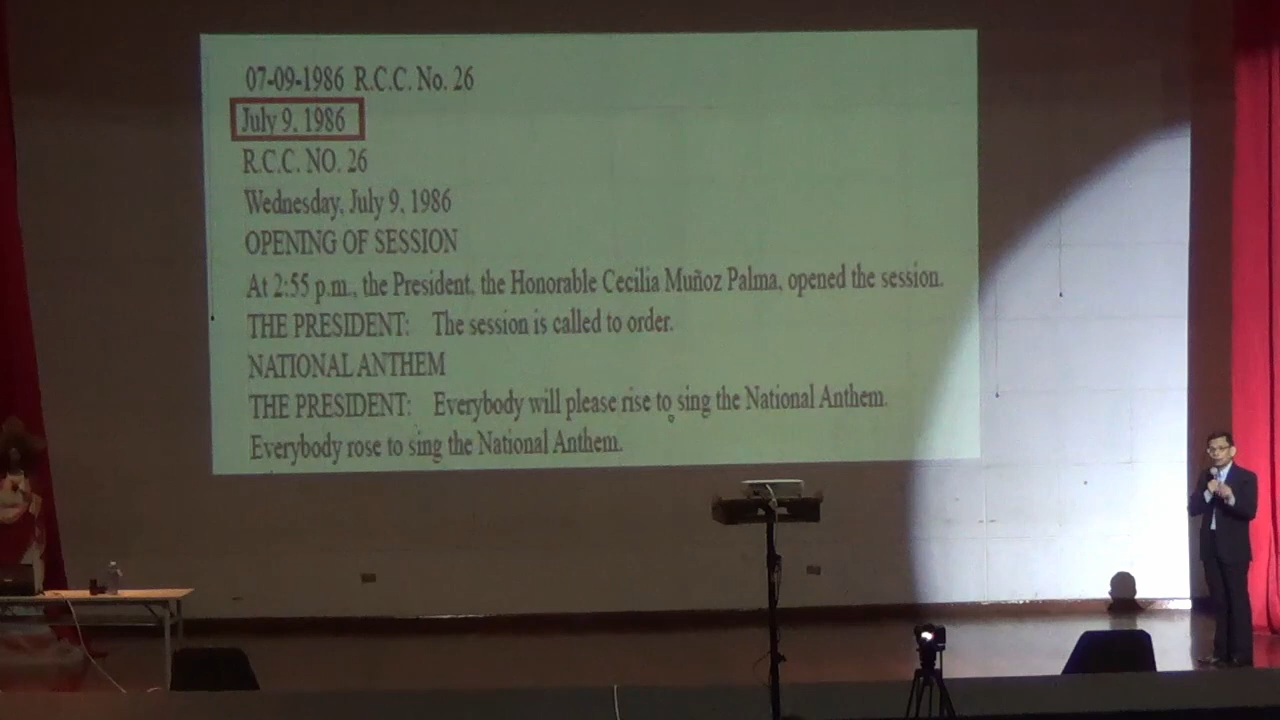 07-09-1986 R.C.C. No. 26
July 9, 1986
R.C.C. NO. 26
Wednesday, July 9, 1986
OPENING OF SESSION
At 2:55 p.m., the President, the Honorable Cecilia Muñoz Palma, opened the session.
THE PRESIDENT: The session is called to order.
NATIONAL ANTHEM
THE PRESIDENT: Everybody will please rise to sing the National Anthem.
Everybody rose to sing the National Anthem.